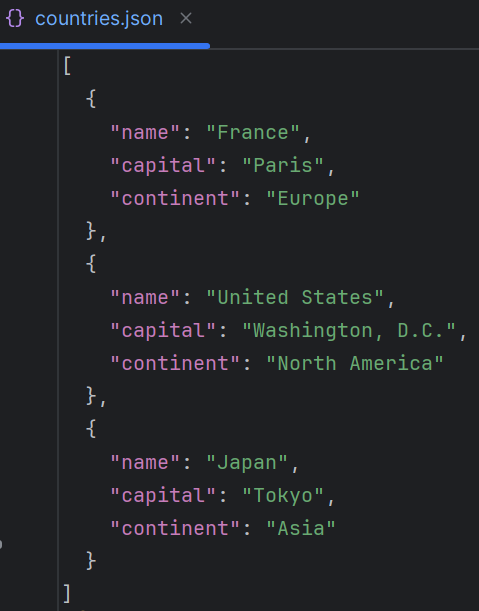 {} countries.json ×
[
  {
    "name": "France",
    "capital": "Paris",
    "continent": "Europe"
  },
  {
    "name": "United States",
    "capital": "Washington, D.C.",
    "continent": "North America"
  },
  {
    "name": "Japan",
    "capital": "Tokyo",
    "continent": "Asia"
  }
]